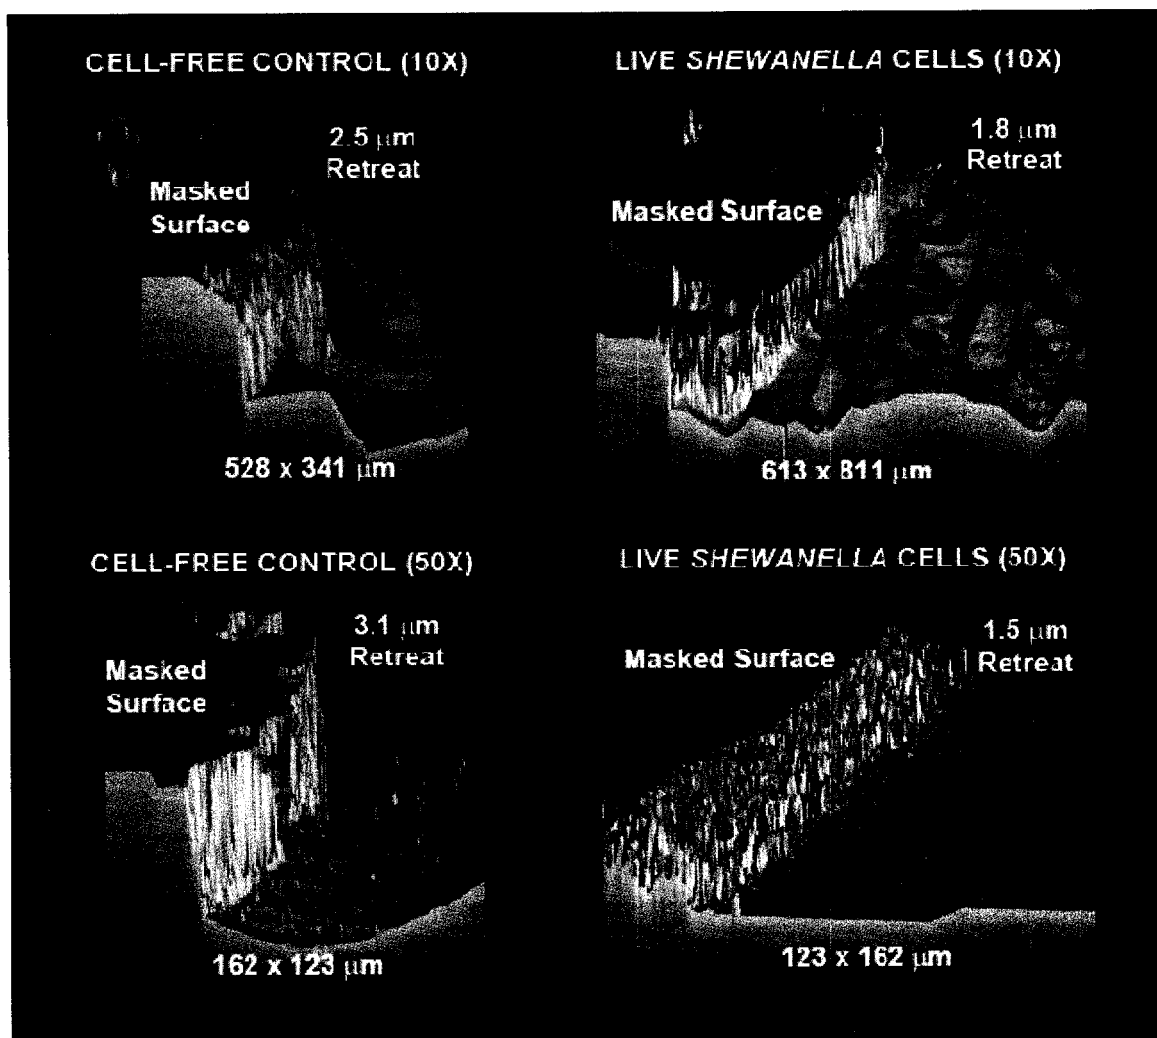 CELL-FREE CONTROL (10X)
2.5 μm
Retreat
Masked
Surface
528 x 341 μm
LIVE SHEWANELLA CELLS (10X)
1.8 μm
Retreat
Masked Surface
613 x 811 μm
CELL-FREE CONTROL (50X)
3.1 μm
Retreat
Masked
Surface
162 x 123 μm
LIVE SHEWANELLA CELLS (50X)
1.5 μm
Retreat
Masked Surface
123 x 162 μm